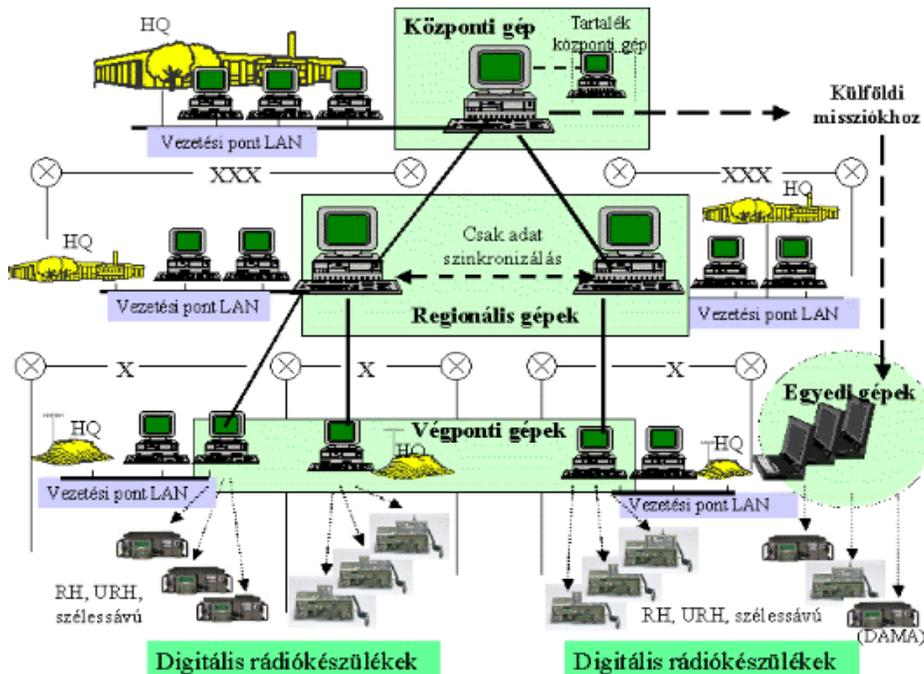 HQ
Központi gép
Tartalék
központi gép
Külföldi
missziókhoz
Vezetési pont LAN
XXX
XXX
HQ
HQ
Csak adat
szinkronizálás
Vezetési pont LAN
Regionális gépek
Vezetési pont LAN
X
X
Egyedi gépek
HQ
Végponti gépek
HQ
HQ
Vezetési pont LAN
Vezetési pont LAN
RH, URH,
szélessávú
RH, URH, szélessávú
(DAMA)
Digitális rádiókészülékek
Digitális rádiókészülékek